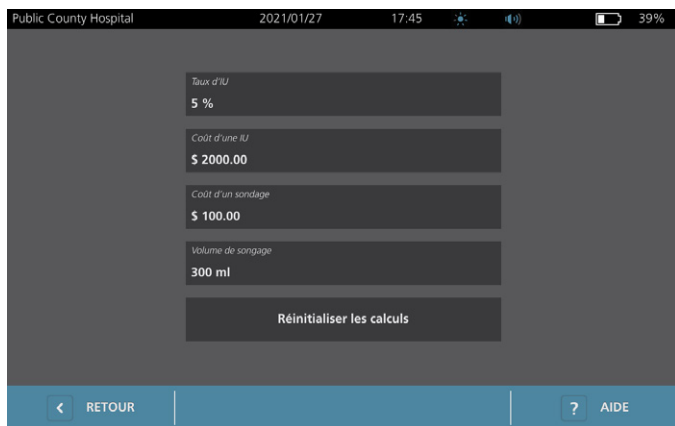 Public County Hospital 2021/01/27 17:45 39%
Taux d'IU
5 %
Coût d'une IU
$ 2000.00
Coût d'un sondage
$ 100.00
Volume de songage
300 ml
Réinitialiser les calculs
< RETOUR ? AIDE